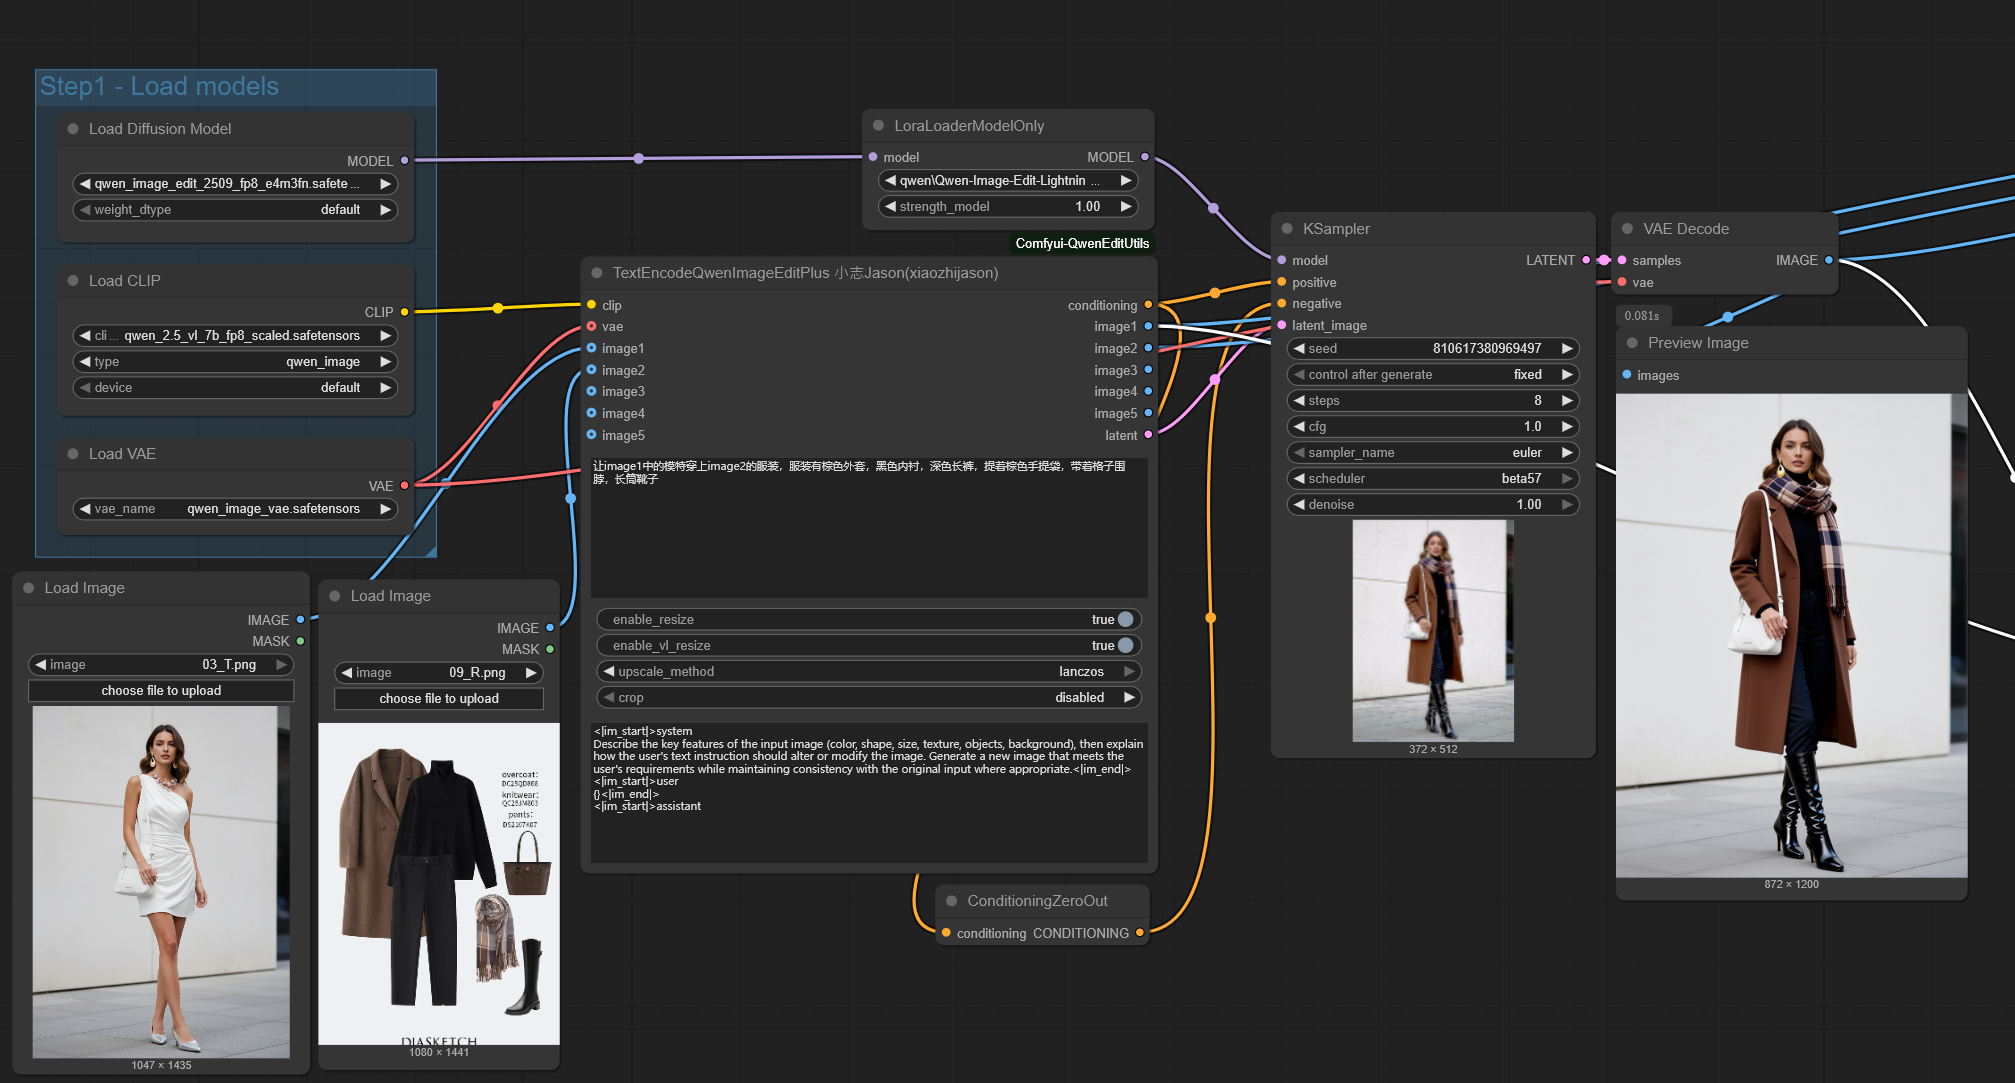 Step1 - Load models
Load Diffusion Model
MODEL
qwen_image_edit_2509_fp8_e4m3fn.safete ...
weight_dtype default
Load CLIP
CLIP
cli ... qwen_2.5_vl_7b_fp8_scaled.safetensors
type qwen_image
device default
Load VAE
VAE
vae_name qwen_image_vae.safetensors
Load Image
IMAGE
MASK
image 03_T.png
choose file to upload
1047 × 1435
Load Image
IMAGE
MASK
image 09_R.png
choose file to upload
overcoat:
knitwear:
pants:
DIASKETCH
1080 × 1441
LoraLoaderModelOnly
model MODEL
qwen\Qwen-Image-Edit-Lightnin ...
strength_model 1.00
Comfyui-QwenEditUtils
TextEncodeQwenImageEditPlus 小志Jason(xiaozhijason)
clip conditioning
vae image1
image1 image2
image2 image3
image3 image4
image4 image5
image5 latent
让image1中的模特穿上image2的服装，服装有棕色外套，黑色内衬，深色长裤，提着棕色手提袋，带着格子围
脖，长筒靴子
enable_resize true
enable_vl_resize true
upscale_method lanczos
crop disabled
<|im_start|>system
Describe the key features of the input image (color, shape, size, texture, objects, background), then explain
how the user's text instruction should alter or modify the image. Generate a new image that meets the
user's requirements while maintaining consistency with the original input where appropriate.<|im_end|>
<|im_start|>user
{}<|im_end|>
<|im_start|>assistant
ConditioningZeroOut
conditioning CONDITIONING
KSampler
model LATENT
positive
negative
latent_image
seed 810617380969497
control after generate fixed
steps 8
cfg 1.0
sampler_name euler
scheduler beta57
denoise 1.00
372 × 512
VAE Decode
samples IMAGE
vae
0.081s
Preview Image
images
872 × 1200